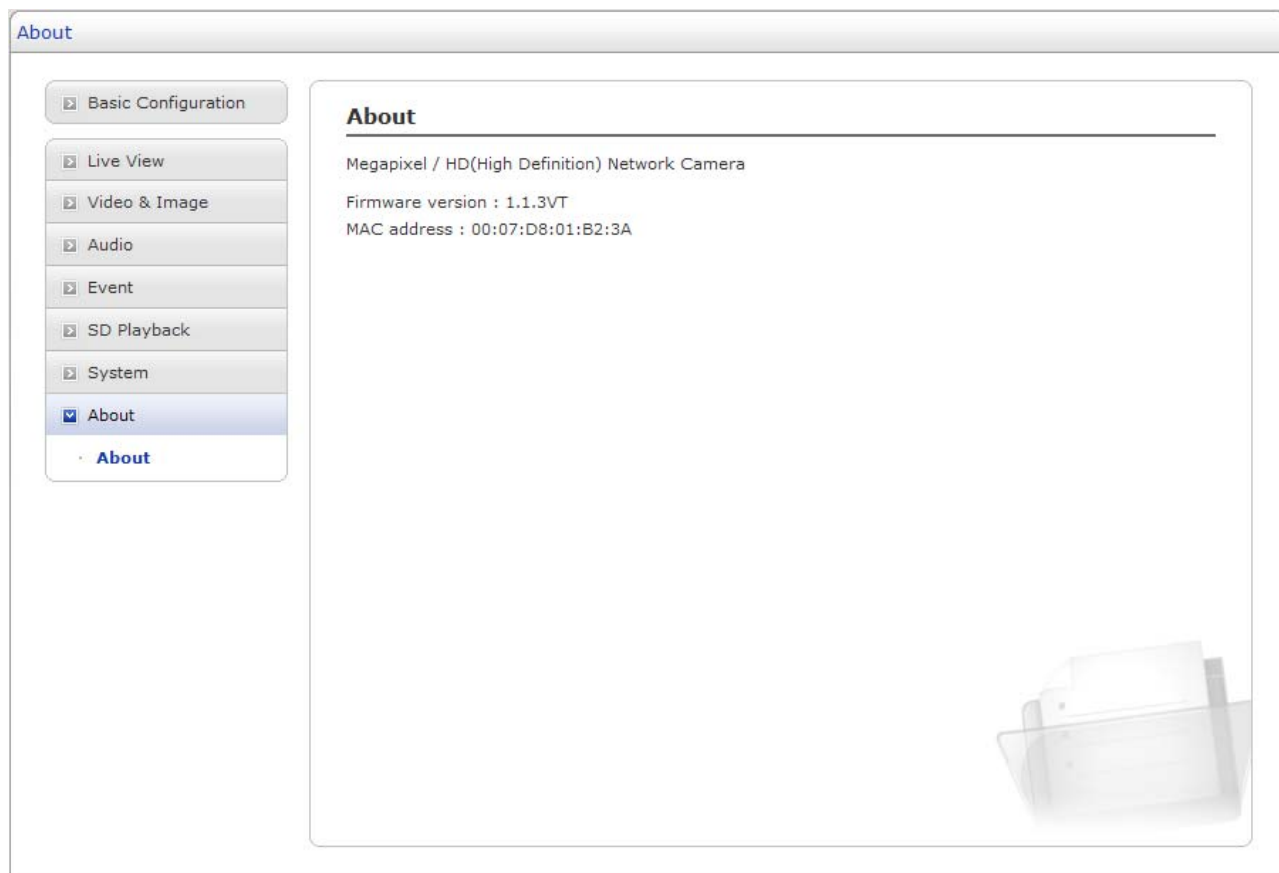 About
Basic Configuration
Live View
Video & Image
Audio
Event
SD Playback
System
About
· About
About
Megapixel / HD(High Definition) Network Camera
Firmware version : 1.1.3VT
MAC address : 00:07:D8:01:B2:3A